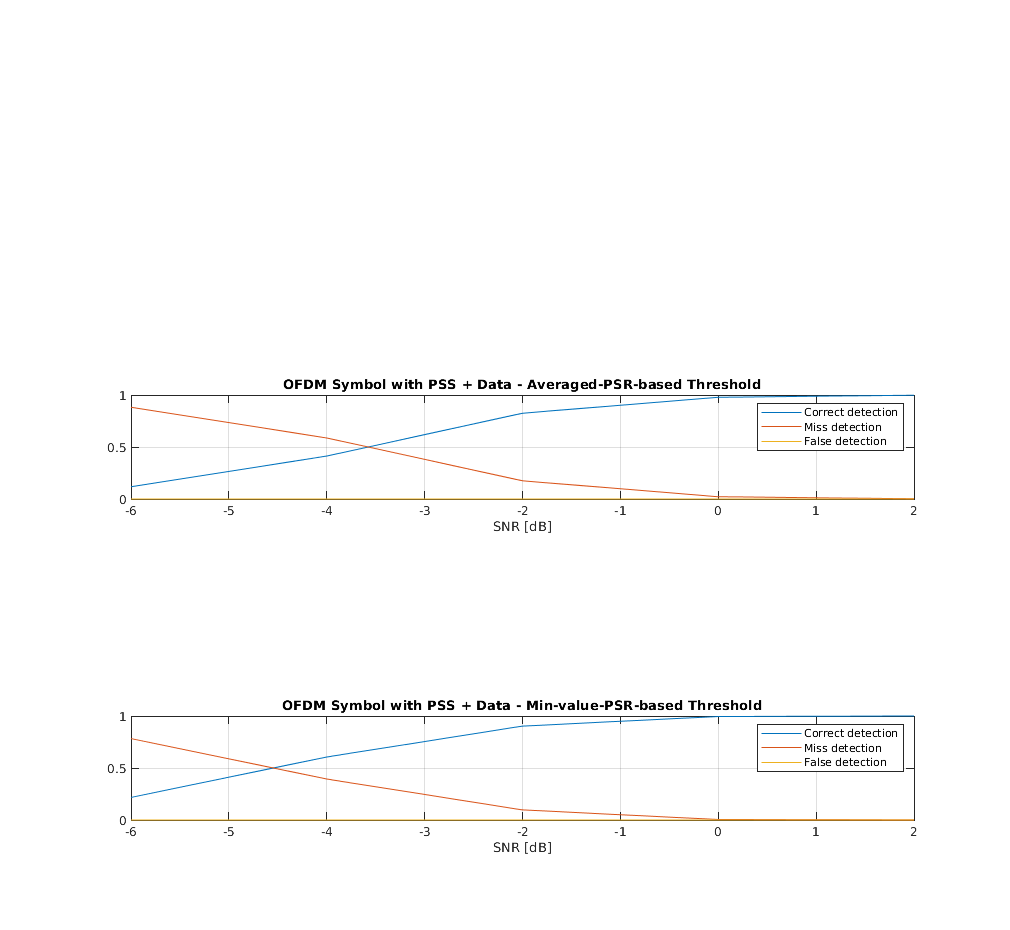 OFDM Symbol with PSS + Data - Averaged-PSR-based Threshold
1
0.5
0
Correct detection
Miss detection
False detection
-6 -5 -4 -3 -2 -1 0 1 2
SNR [dB]
OFDM Symbol with PSS + Data - Min-value-PSR-based Threshold
1
0.5
0
Correct detection
Miss detection
False detection
-6 -5 -4 -3 -2 -1 0 1 2
SNR [dB]